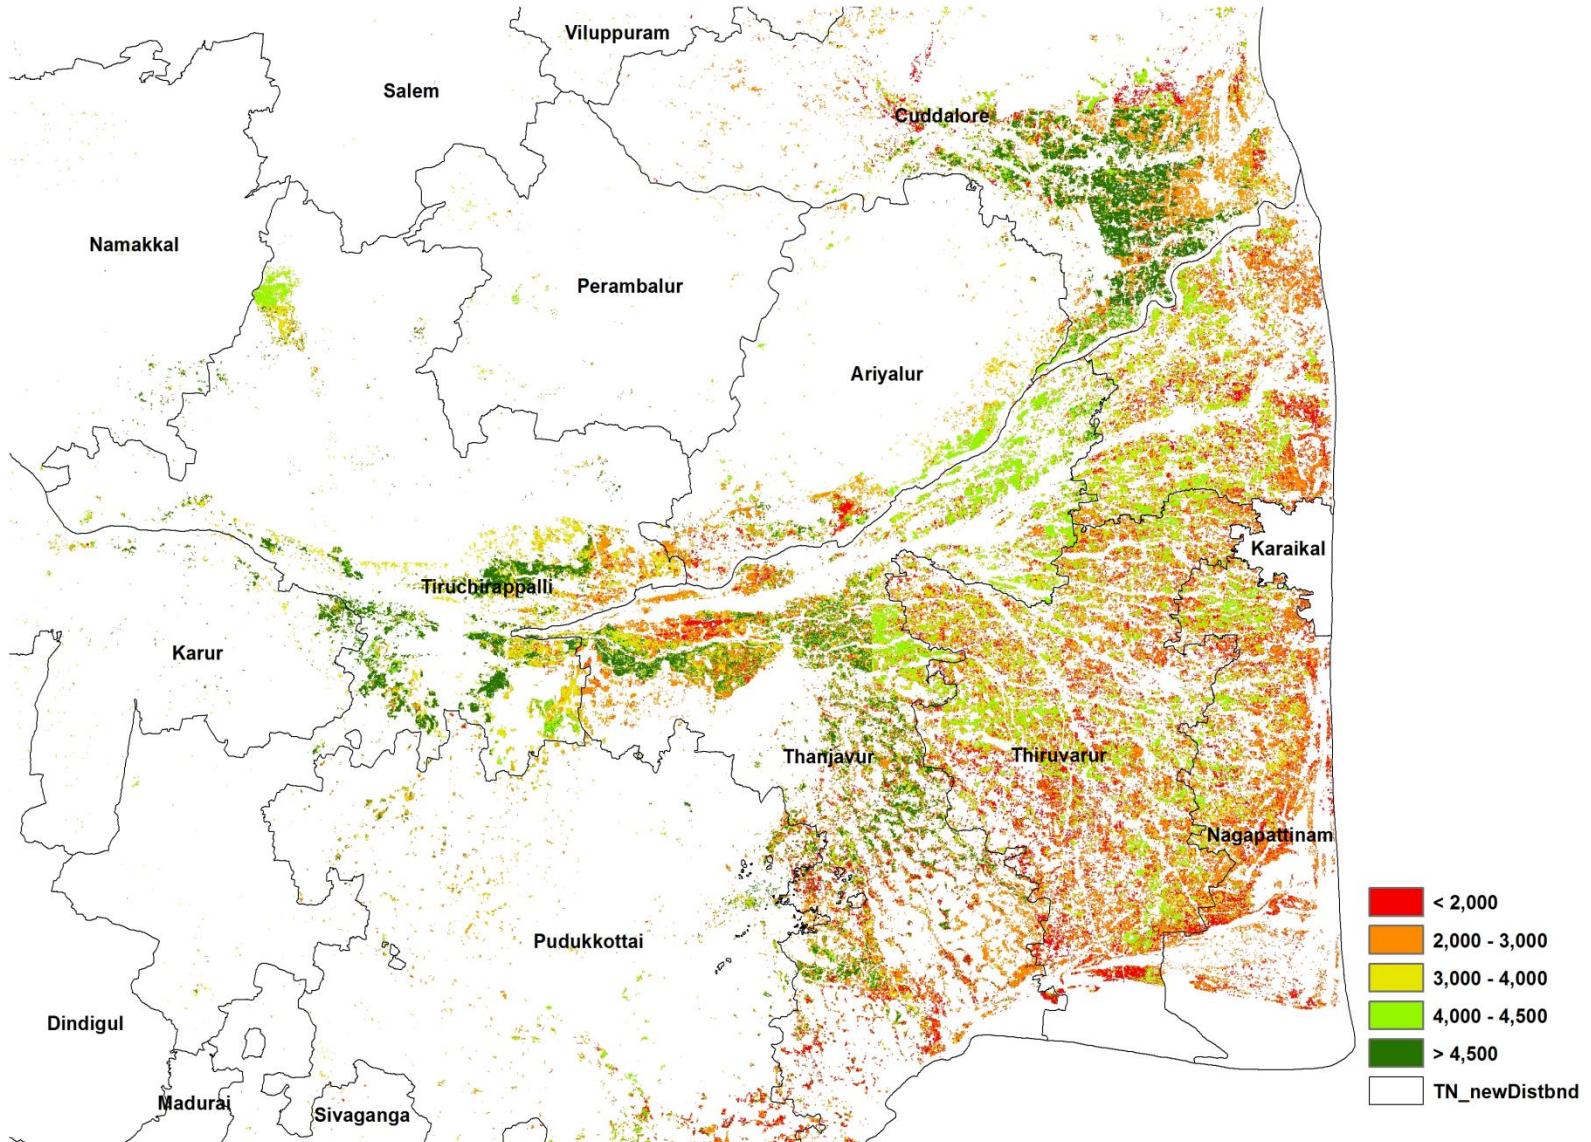 Viluppuram
Salem
Cuddalore
Namakkal
Perambalur
Ariyalur
Karaikal
Tiruchirappalli
Karur
Thanjavur
Thiruvarur
Nagapattinam
Pudukkottai
Dindigul
Madurai
Sivaganga
< 2,000
2,000 - 3,000
3,000 - 4,000
4,000 - 4,500
> 4,500
TN_newDistbnd